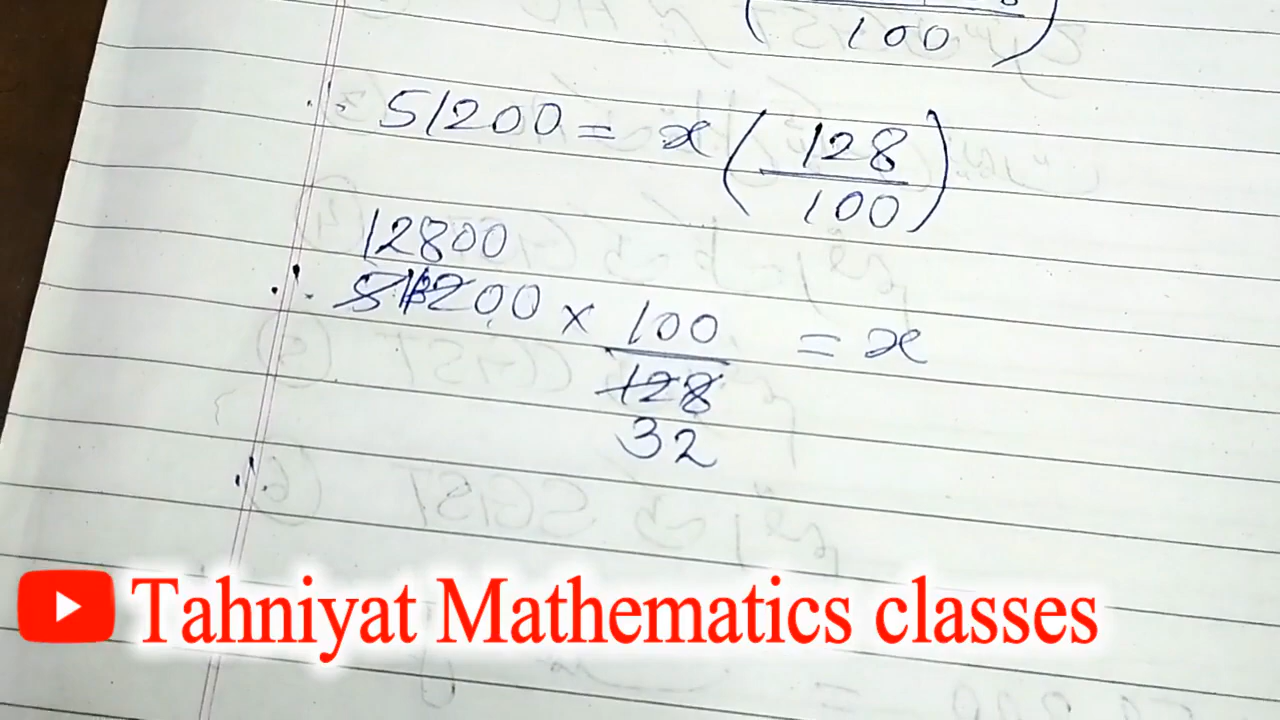 100
∴ 51200 = x ( 128 / 100 )
12800
∴ 51200 × 100 / 128 = x
32
∴
Tahniyat Mathematics classes